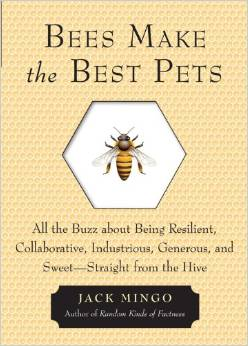 BEES MAKE
the BEST PETS
All the Buzz about Being Resilient,
Collaborative, Industrious, Generous, and
Sweet—Straight from the Hive
JACK MINGO
Author of Random Kinds of Factness